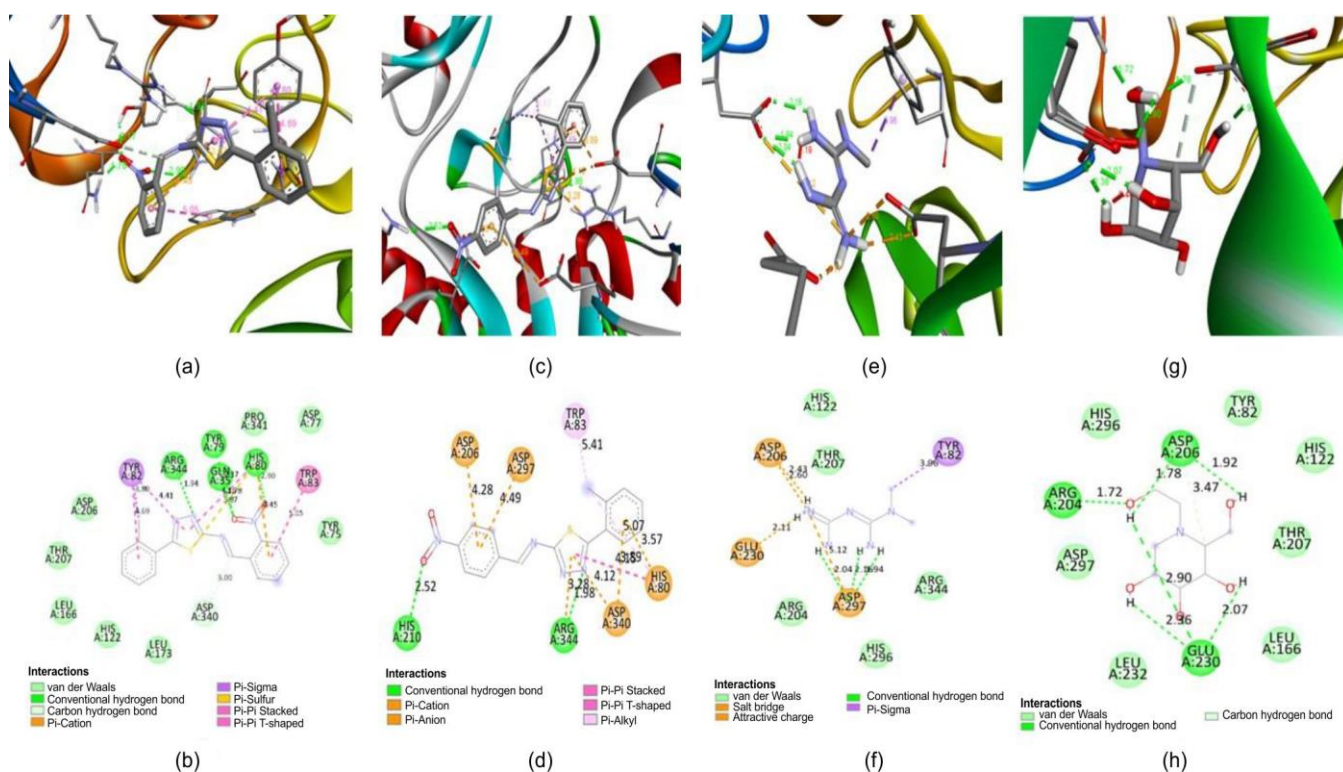 (a)
(c)
(e)
(g)
PRO
A:341
ASP
A:77
TYR
A:79
HIS
A:80
ARG
A:344
GLN
A:35
TYR
A:82
TRP
A:83
ASP
A:206
TYR
A:75
THR
A:207
LEU
A:166
HIS
A:122
LEU
A:173
ASP
A:340
4.41
1.94
3.00
Interactions
van der Waals
Conventional hydrogen bond
Carbon hydrogen bond
Pi-Cation
Pi-Sigma
Pi-Sulfur
Pi-Pi Stacked
Pi-Pi T-shaped
(b)
TRP
A:83
ASP
A:206
ASP
A:297
5.41
4.28
4.49
N
O
O
N
S
N
N
5.07
3.57
4.12
3.28
1.98
2.52
HIS
A:80
HIS
A:210
ARG
A:344
ASP
A:340
Interactions
Conventional hydrogen bond
Pi-Cation
Pi-Anion
Pi-Pi Stacked
Pi-Pi T-shaped
Pi-Alkyl
(d)
HIS
A:122
ASP
A:206
THR
A:207
TYR
A:82
2.43
2.60
3.96
2.11
GLU
A:230
5.12
2.04
ASP
A:297
ARG
A:204
ARG
A:344
HIS
A:296
Interactions
van der Waals
Salt bridge
Attractive charge
Conventional hydrogen bond
Pi-Sigma
(f)
HIS
A:296
ASP
A:206
TYR
A:82
HIS
A:122
1.78
1.92
3.47
1.72
ARG
A:204
ASP
A:297
THR
A:207
2.90
2.36
2.07
LEU
A:232
GLU
A:230
LEU
A:166
Interactions
van der Waals
Conventional hydrogen bond
Carbon hydrogen bond
(h)